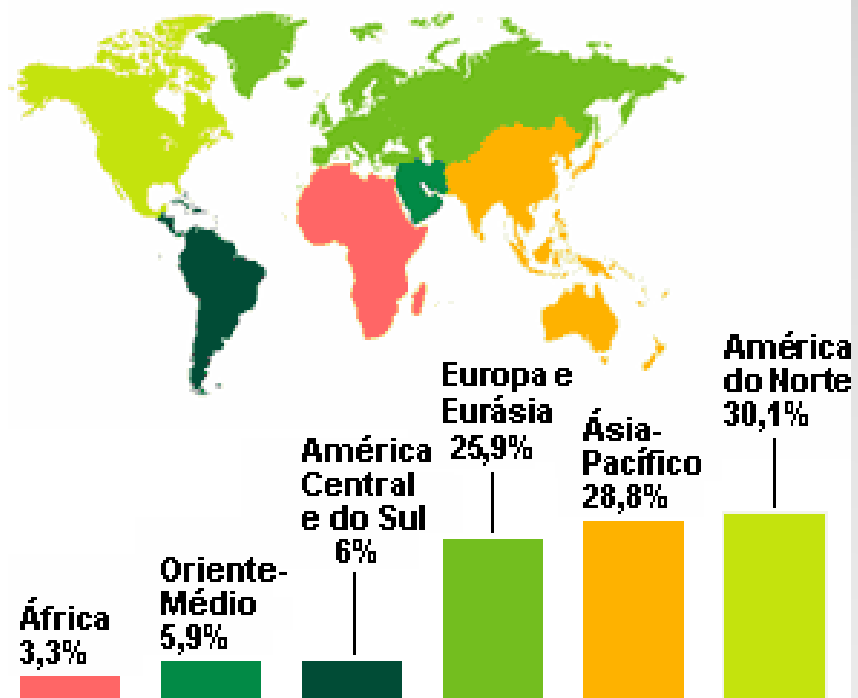 África
3,3%
Oriente-
Médio
5,9%
América
Central
e do Sul
6%
Europa e
Eurásia
25,9%
Ásia-
Pacífico
28,8%
América
do Norte
30,1%